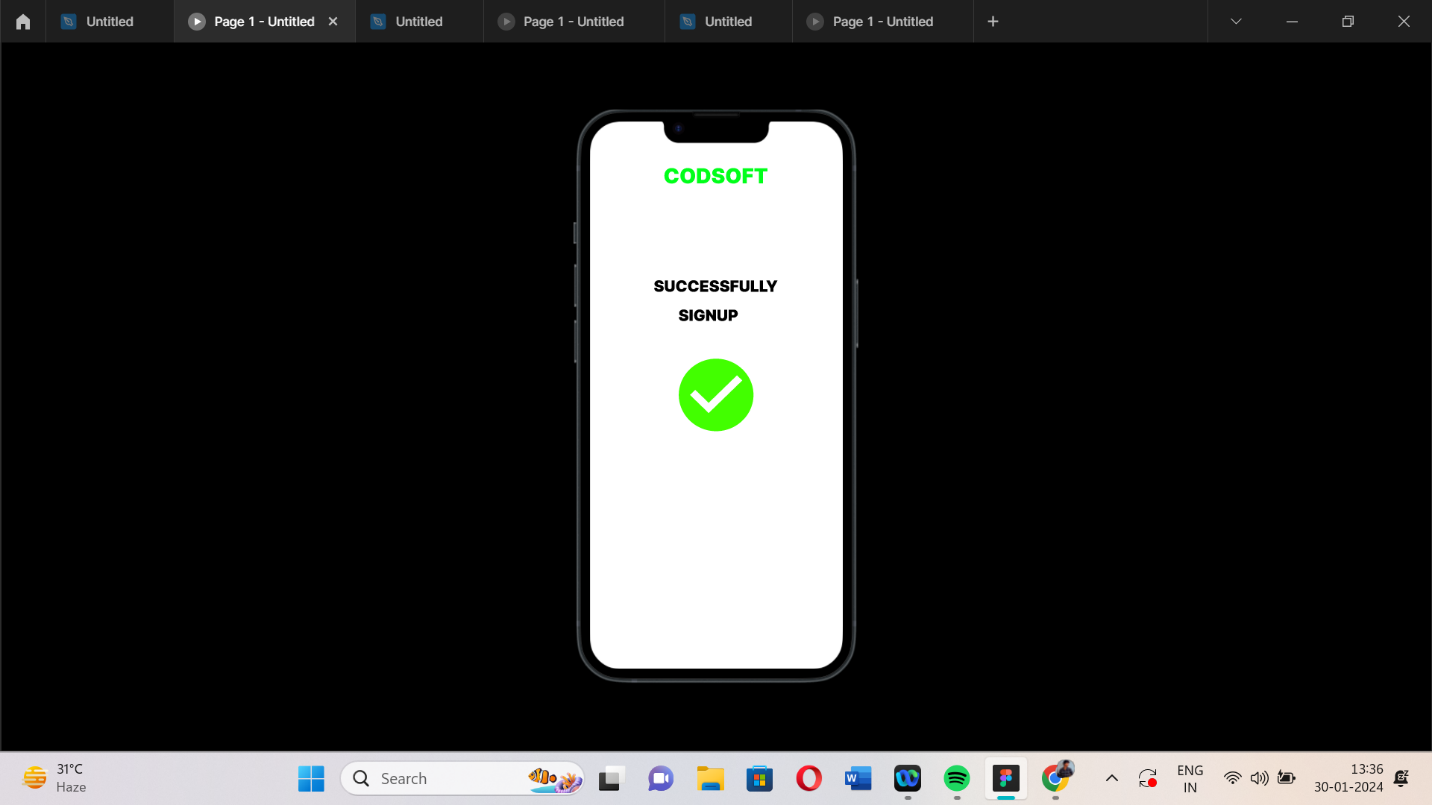 Untitled
Page 1 - Untitled
Untitled
Page 1 - Untitled
Untitled
Page 1 - Untitled
CODSOFT
SUCCESSFULLY
SIGNUP
31°C
Haze
Search
ENG
IN
13:36
30-01-2024